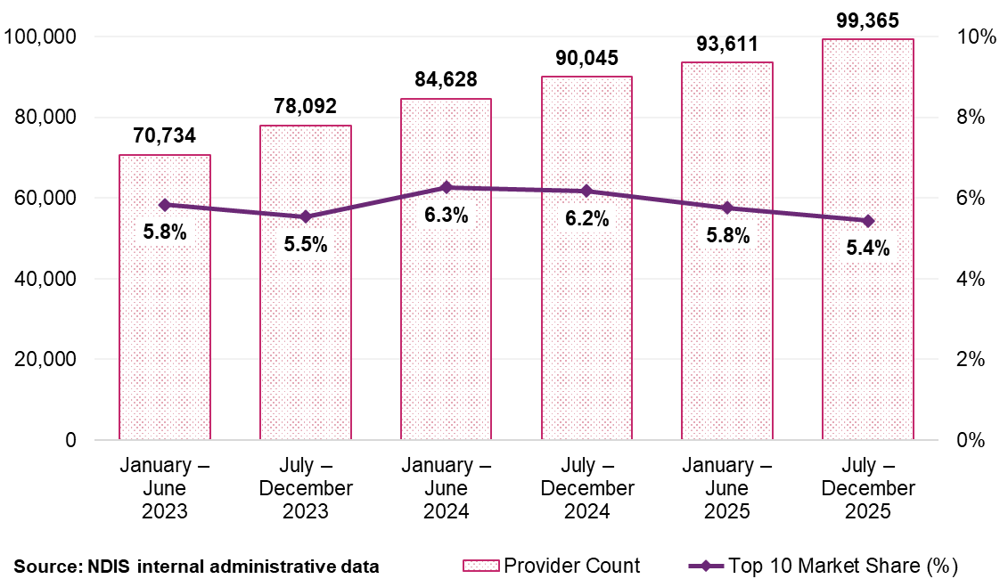 99,365
100,000
93,611
10%
90,045
84,628
78,092
80,000
8%
70,734
60,000
6%
5.8%
5.5%
6.3%
6.2%
5.8%
5.4%
40,000
4%
20,000
2%
0
0%
January –
June
2023
July –
December
2023
January –
June
2024
July –
December
2024
January –
June
2025
July –
December
2025
Source: NDIS internal administrative data
Provider Count
Top 10 Market Share (%)